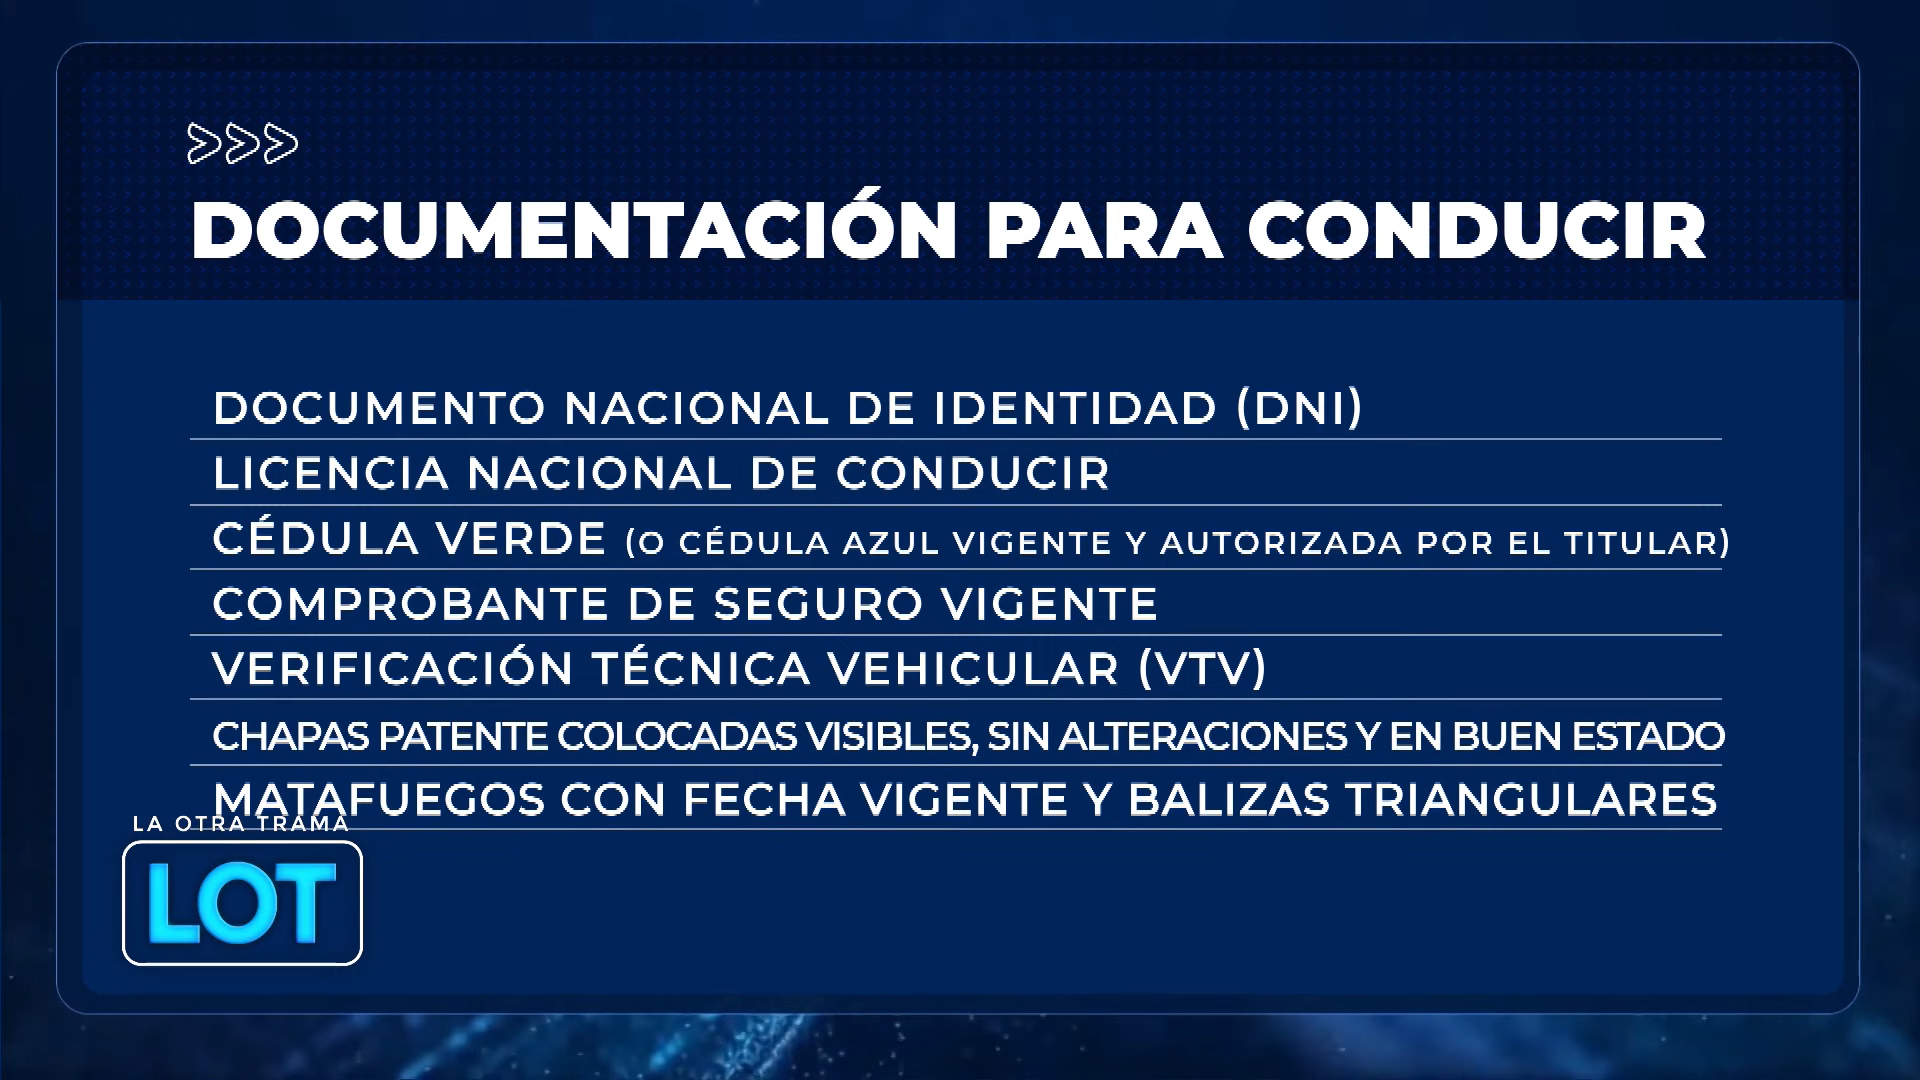 DOCUMENTACIÓN PARA CONDUCIR
DOCUMENTO NACIONAL DE IDENTIDAD (DNI)
LICENCIA NACIONAL DE CONDUCIR
CÉDULA VERDE (O CÉDULA AZUL VIGENTE Y AUTORIZADA POR EL TITULAR)
COMPROBANTE DE SEGURO VIGENTE
VERIFICACIÓN TÉCNICA VEHICULAR (VTV)
CHAPAS PATENTE COLOCADAS VISIBLES, SIN ALTERACIONES Y EN BUEN ESTADO
MATAFUEGOS CON FECHA VIGENTE Y BALIZAS TRIANGULARES
LA OTRA TRAMA
LOT